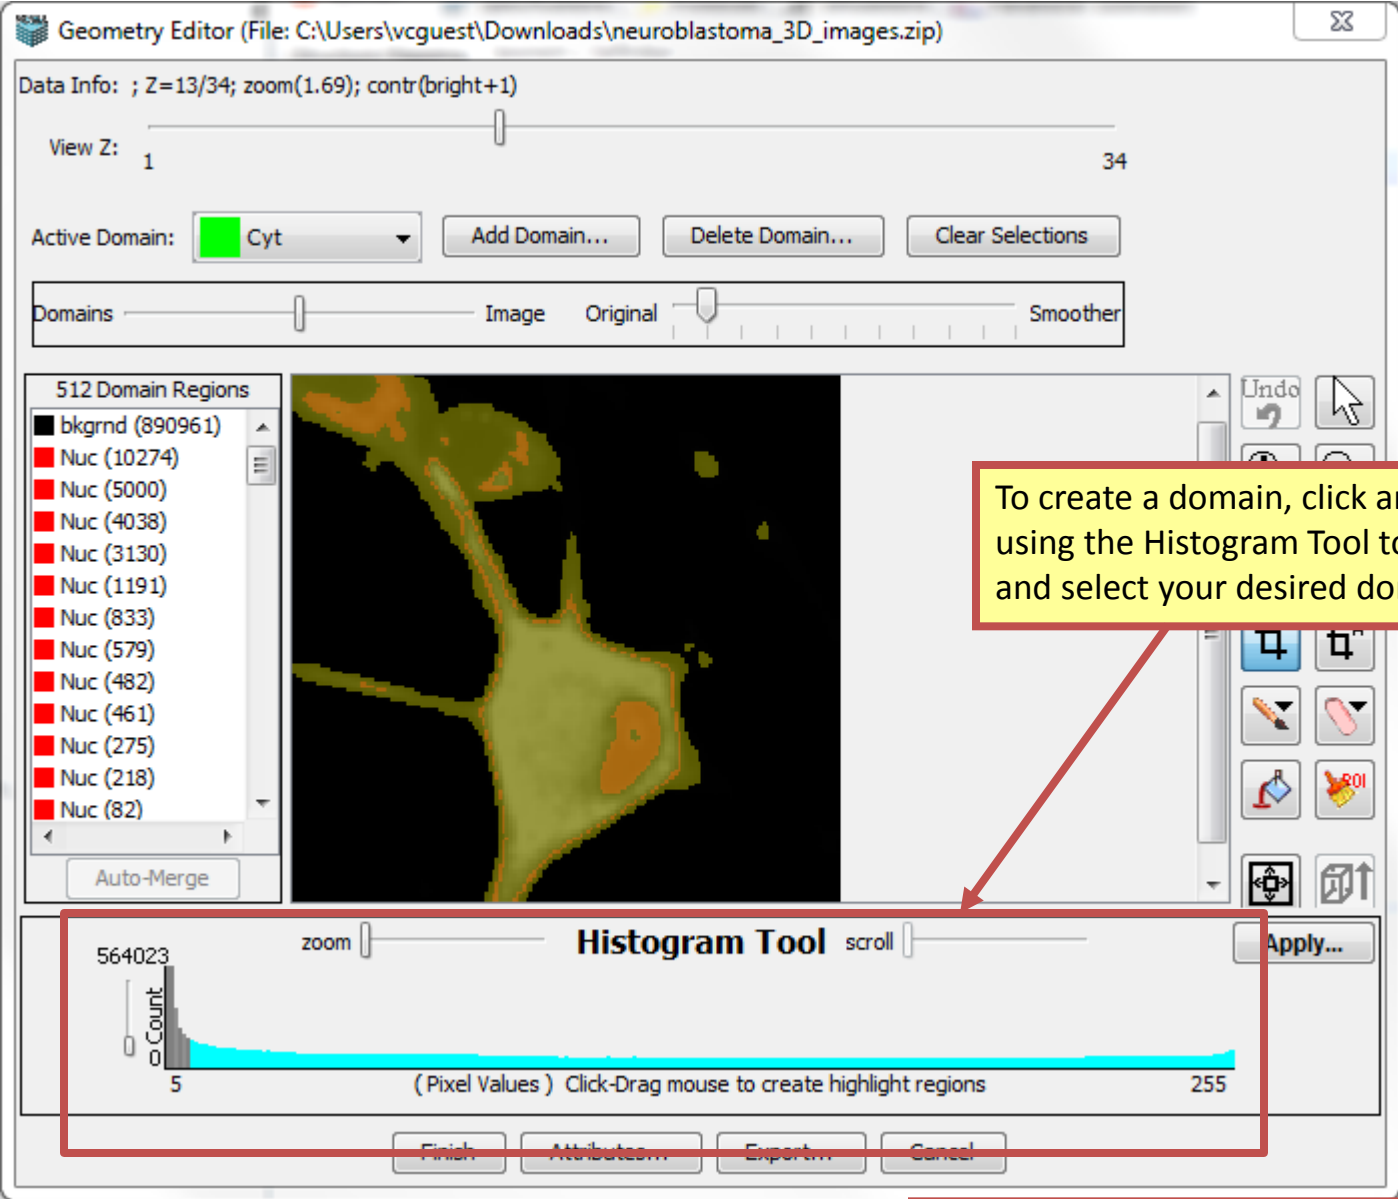 Geometry Editor (File: C:\Users\vcguest\Downloads\neuroblastoma_3D_images.zip)
Data Info: ; Z=13/34; zoom(1.69); contr(bright+1)
View Z:
1
34
Active Domain:
Cyt
Add Domain...
Delete Domain...
Clear Selections
Domains
Image
Original
Smoother
512 Domain Regions
bkgrnd (890961)
Nuc (10274)
Nuc (5000)
Nuc (4038)
Nuc (3130)
Nuc (1191)
Nuc (833)
Nuc (579)
Nuc (482)
Nuc (461)
Nuc (275)
Nuc (218)
Nuc (82)
Auto-Merge
Undo
To create a domain, click
using the Histogram Tool
and select your desired
ROI
zoom
Histogram Tool
scroll
Apply...
564023
Count
0
5
( Pixel Values ) Click-Drag mouse to create highlight regions
255
Finish
Attributes...
Export...
Cancel